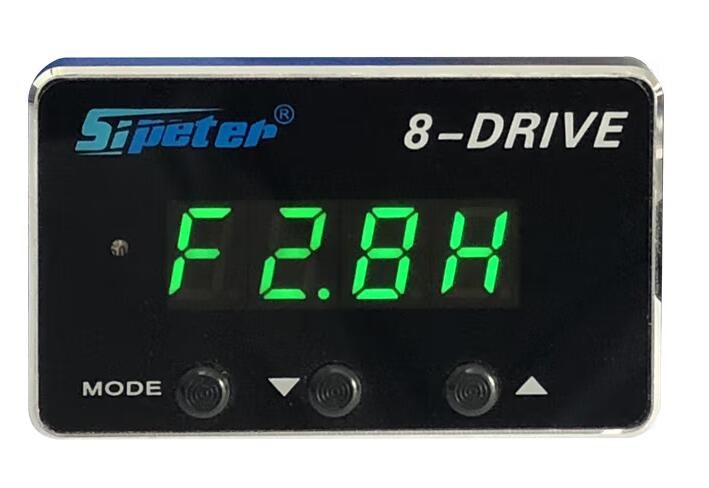 Sipeter®
8-DRIVE
F2.8H
MODE ▼ ▲